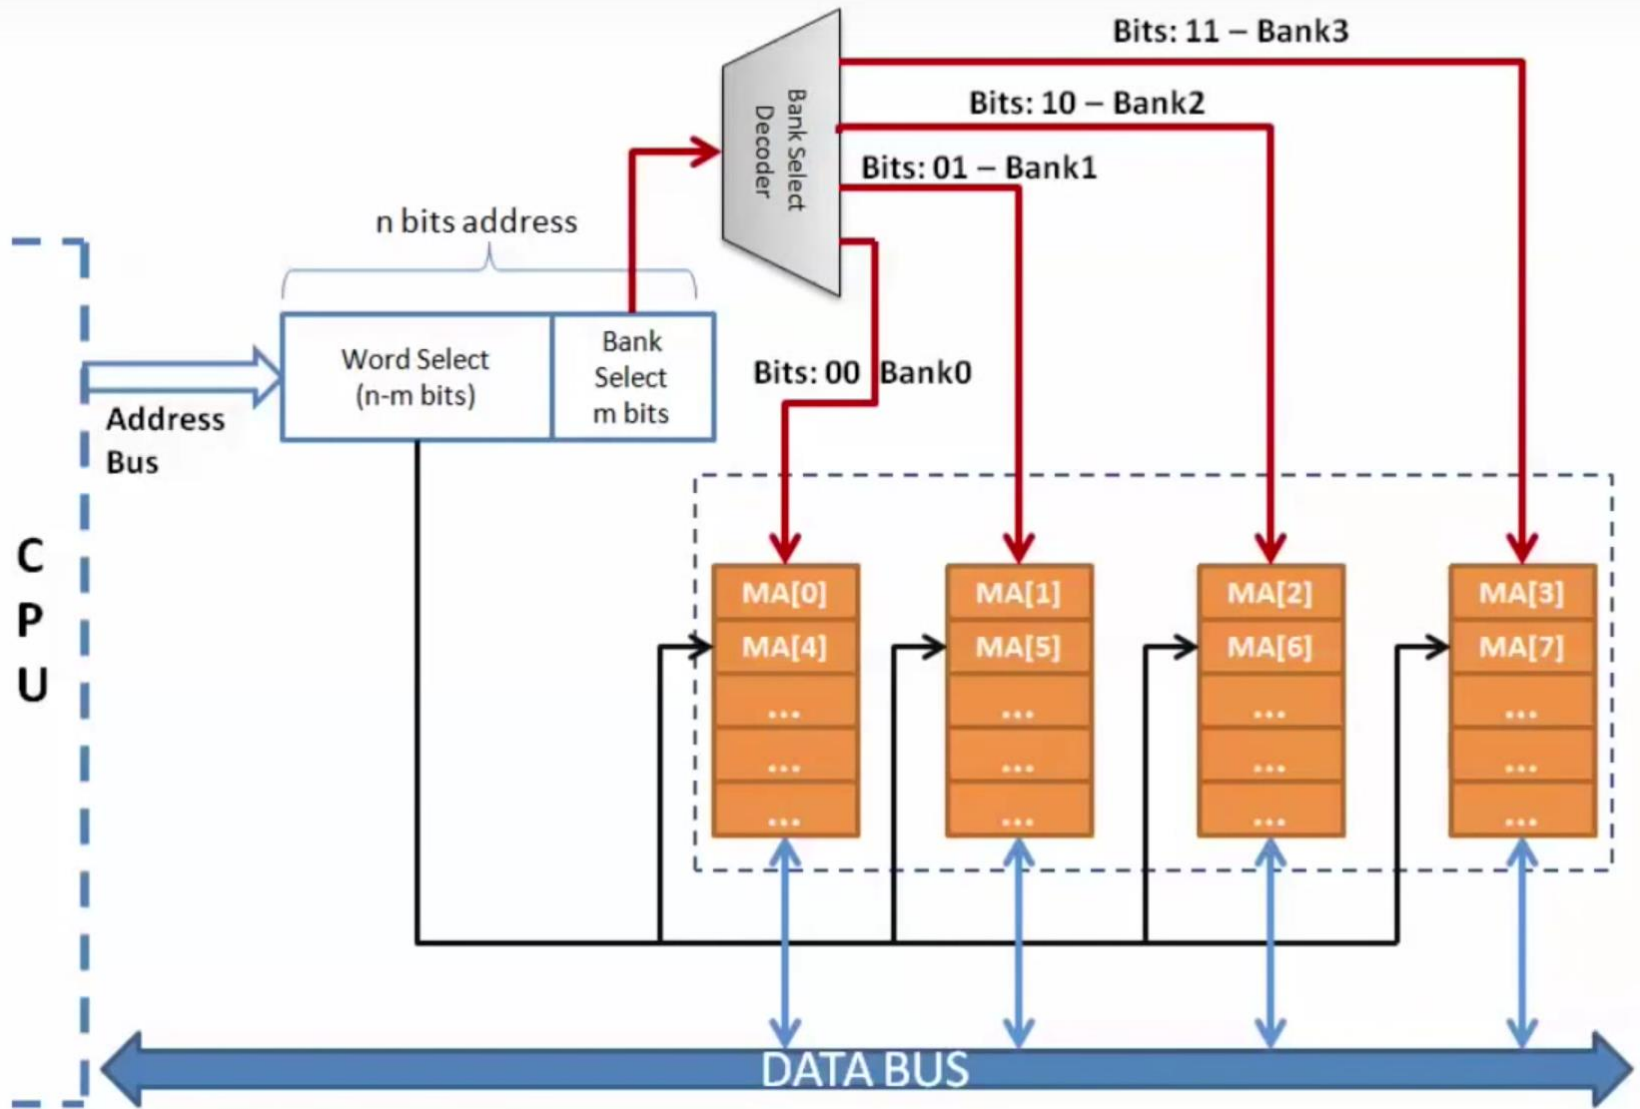 Bits: 11 – Bank3
Bits: 10 – Bank2
Bits: 01 – Bank1
Bank Select
Decoder
n bits address
Word Select
(n-m bits)
Bank
Select
m bits
Bits: 00 Bank0
Address
Bus
C
P
U
MA[0] MA[1] MA[2] MA[3]
MA[4] MA[5] MA[6] MA[7]
... ... ... ...
... ... ... ...
... ... ... ...
DATA BUS